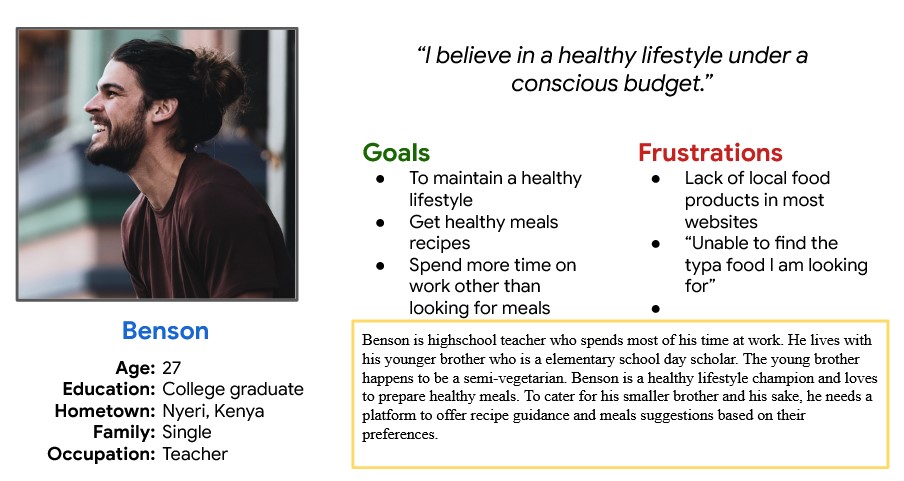 “I believe in a healthy lifestyle under a
conscious budget.”
Goals
● To maintain a healthy
lifestyle
● Get healthy meals
recipes
● Spend more time on
work other than
looking for meals
Frustrations
● Lack of local food
products in most
websites
● “Unable to find the
typa food I am looking
for”
●
Benson
Age: 27
Education: College graduate
Hometown: Nyeri, Kenya
Family: Single
Occupation: Teacher
Benson is highschool teacher who spends most of his time at work. He lives with
his younger brother who is a elementary school day scholar. The young brother
happens to be a semi-vegetarian. Benson is a healthy lifestyle champion and loves
to prepare healthy meals. To cater for his smaller brother and his sake, he needs a
platform to offer recipe guidance and meals suggestions based on their
preferences.